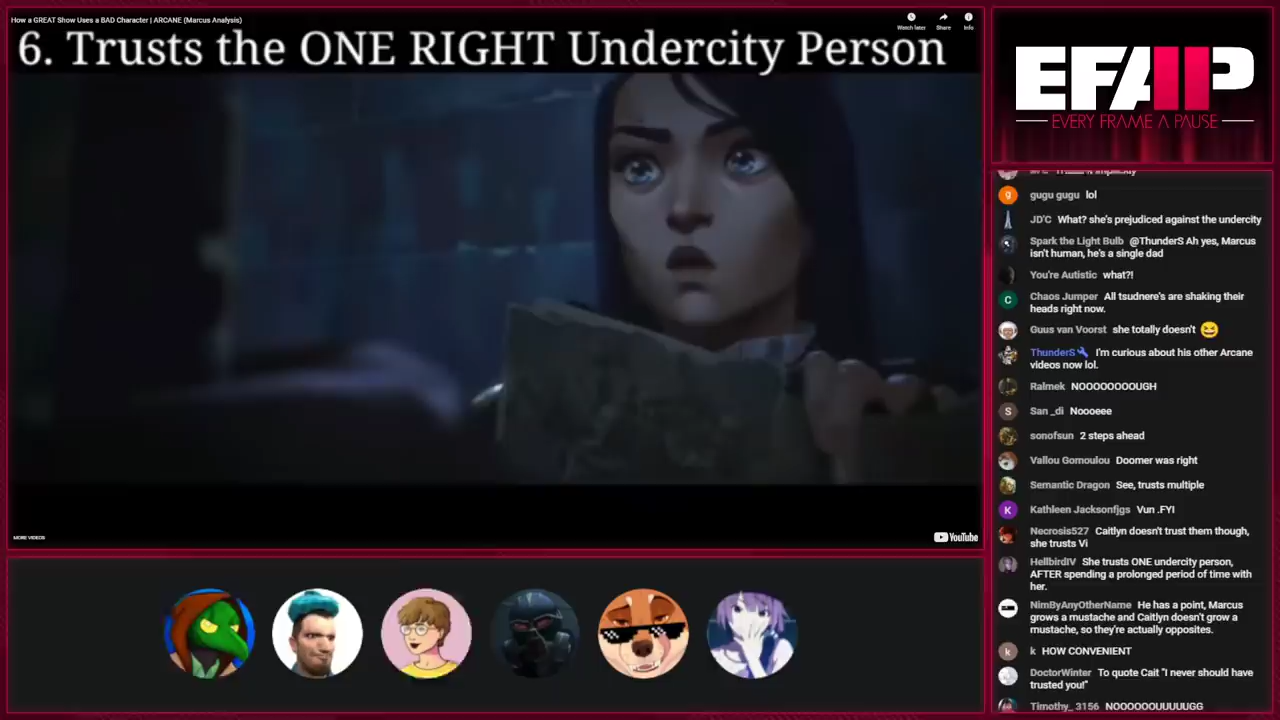 How a GREAT Show Uses a BAD Character | ARCANE (Marcus Analysis)
Watch later
Share
Info
6. Trusts the ONE RIGHT Undercity Person
MORE VIDEOS
YouTube
EFAP
EVERY FRAME A PAUSE
gugu gugu lol
JD'C What? she's prejudiced against the undercity
Spark the Light Bulb @ThunderS Ah yes, Marcus
isn't human, he's a single dad
You're Autistic what?!
Chaos Jumper All tsudnere's are shaking their
heads right now.
Guus van Voorst she totally doesn't 😆
ThunderS🔧 I'm curious about his other Arcane
videos now lol.
Ralmek NOOOOOOOUGH
San _di Noooeee
sonofsun 2 steps ahead
Vallou Gomoulou Doomer was right
Semantic Dragon See, trusts multiple
Kathleen Jacksonfjgs Vun .FYI
Necrosis527 Caitlyn doesn't trust them though,
she trusts Vi
HellbirdIV She trusts ONE undercity person,
AFTER spending a prolonged period of time with
her.
NimByAnyOtherName He has a point, Marcus
grows a mustache and Caitlyn doesn't grow a
mustache, so they're actually opposites.
k HOW CONVENIENT
DoctorWinter To quote Cait "I never should have
trusted you!"
Timothy_ 3156 NOOOOOOUUUUUGG